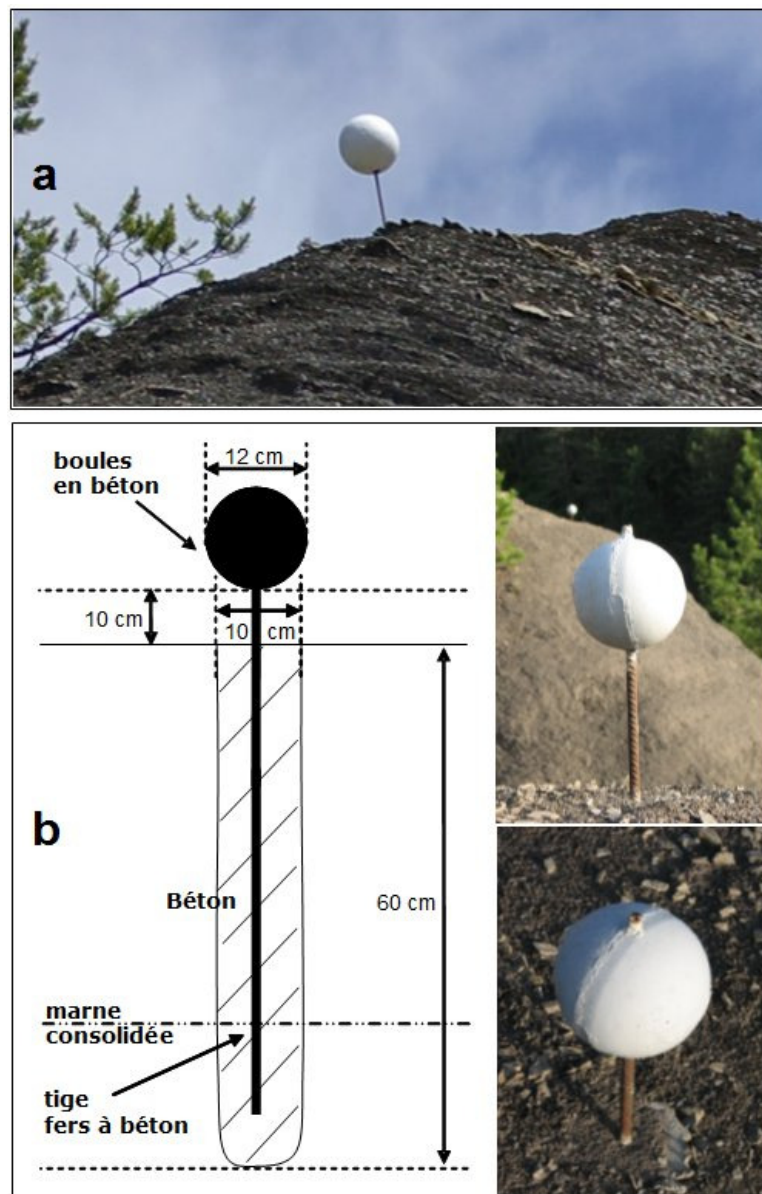 a
boules
en béton
12 cm
10 cm
10 cm
b
Béton
60 cm
marne
consolidée
tige
fers à béton